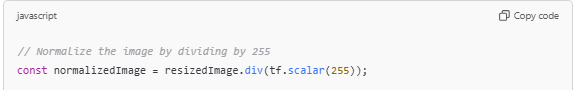 javascript
Copy code
// Normalize the image by dividing by 255
const normalizedImage = resizedImage.div(tf.scalar(255));